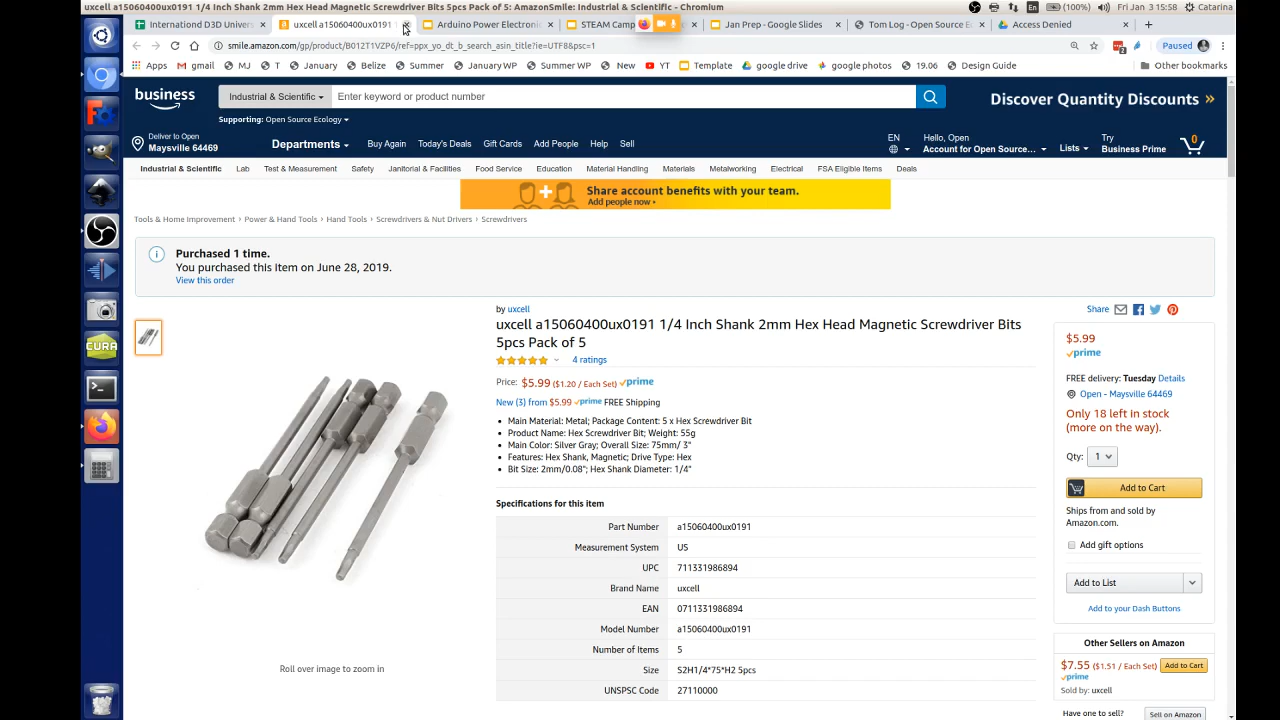 uxcell a15060400ux0191 1/4 Inch Shank 2mm Hex Head Magnetic Screwdriver Bits 5pcs Pack of 5: AmazonSmile: Industrial & Scientific - Chromium
(100%) Fri Jan 3 15:58 Catarina
Internationd D3D Univers
uxcell a15060400ux0191 1
Arduino Power Electronic
STEAM Camp
Jan Prep - Google Slides
Tom Log - Open Source Ec
Access Denied
smile.amazon.com/gp/product/B012T1VZP6/ref=ppx_yo_dt_b_search_asin_title?ie=UTF8&psc=1
2
Paused
Apps gmail MJ T January Belize Summer January WP Summer WP New YT Template google drive google photos 19.06 Design Guide Other bookmarks
business
Industrial & Scientific
Enter keyword or product number
Discover Quantity Discounts »
Supporting: Open Source Ecology
Deliver to Open
Maysville 64469
Departments
Buy Again Today's Deals Gift Cards Add People Help Sell
EN
Hello, Open
Account for Open Source...
Lists
Try
Business Prime
0
Industrial & Scientific Lab Test & Measurement Safety Janitorial & Facilities Food Service Education Material Handling Materials Metalworking Electrical FSA Eligible Items Deals
Share account benefits with your team.
Add people now
Tools & Home Improvement › Power & Hand Tools › Hand Tools › Screwdrivers & Nut Drivers › Screwdrivers
i
Purchased 1 time.
You purchased this item on June 28, 2019.
View this order
by uxcell
uxcell a15060400ux0191 1/4 Inch Shank 2mm Hex Head Magnetic Screwdriver Bits
5pcs Pack of 5
4 ratings
Price: $5.99 ($1.20 / Each Set) prime
New (3) from $5.99 prime FREE Shipping
• Main Material: Metal; Package Content: 5 x Hex Screwdriver Bit
• Product Name: Hex Screwdriver Bit; Weight: 55g
• Main Color: Silver Gray; Overall Size: 75mm/ 3"
• Features: Hex Shank, Magnetic; Drive Type: Hex
• Bit Size: 2mm/0.08"; Hex Shank Diameter: 1/4"
Specifications for this item
Part Number a15060400ux0191
Measurement System US
UPC 711331986894
Brand Name uxcell
EAN 0711331986894
Model Number a15060400ux0191
Number of Items 5
Size S2H1/4*75*H2 5pcs
UNSPSC Code 27110000
Roll over image to zoom in
Share
$5.99
prime
FREE delivery: Tuesday Details
Open - Maysville 64469
Only 18 left in stock
(more on the way).
Qty: 1
Add to Cart
Ships from and sold by
Amazon.com.
Add gift options
Add to List
Add to your Dash Buttons
Other Sellers on Amazon
$7.55 ($1.51 / Each Set) Add to Cart
prime
Sold by: uxcell
Have one to sell? Sell on Amazon
CURA